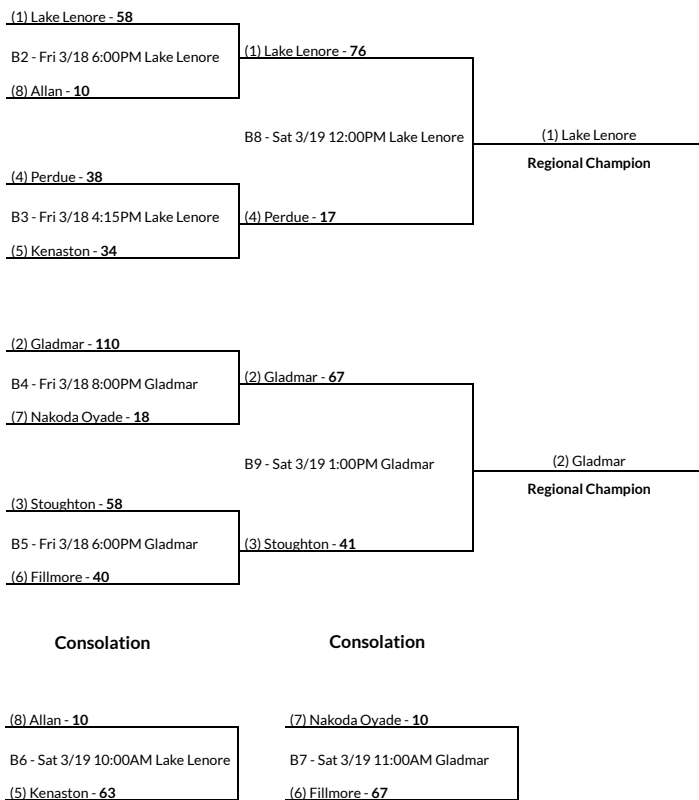 (1) Lake Lenore - 58
B2 - Fri 3/18 6:00PM Lake Lenore
(8) Allan - 10
(1) Lake Lenore - 76
B8 - Sat 3/19 12:00PM Lake Lenore
(1) Lake Lenore
Regional Champion
(4) Perdue - 38
B3 - Fri 3/18 4:15PM Lake Lenore
(5) Kenaston - 34
(4) Perdue - 17
(2) Gladmar - 110
B4 - Fri 3/18 8:00PM Gladmar
(7) Nakoda Oyade - 18
(2) Gladmar - 67
B9 - Sat 3/19 1:00PM Gladmar
(2) Gladmar
Regional Champion
(3) Stoughton - 58
B5 - Fri 3/18 6:00PM Gladmar
(6) Fillmore - 40
(3) Stoughton - 41
Consolation
Consolation
(8) Allan - 10
B6 - Sat 3/19 10:00AM Lake Lenore
(5) Kenaston - 63
(7) Nakoda Oyade - 10
B7 - Sat 3/19 11:00AM Gladmar
(6) Fillmore - 67